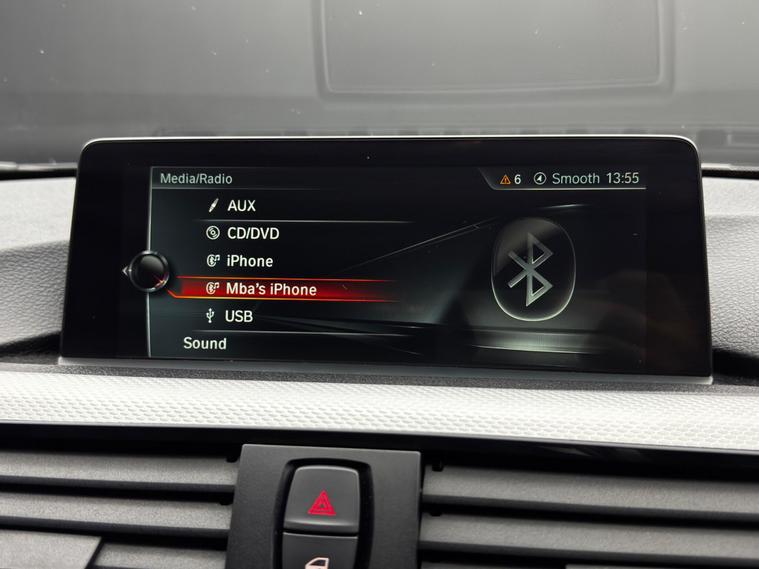 Media/Radio
6 Smooth 13:55
AUX
CD/DVD
iPhone
Mba's iPhone
USB
Sound